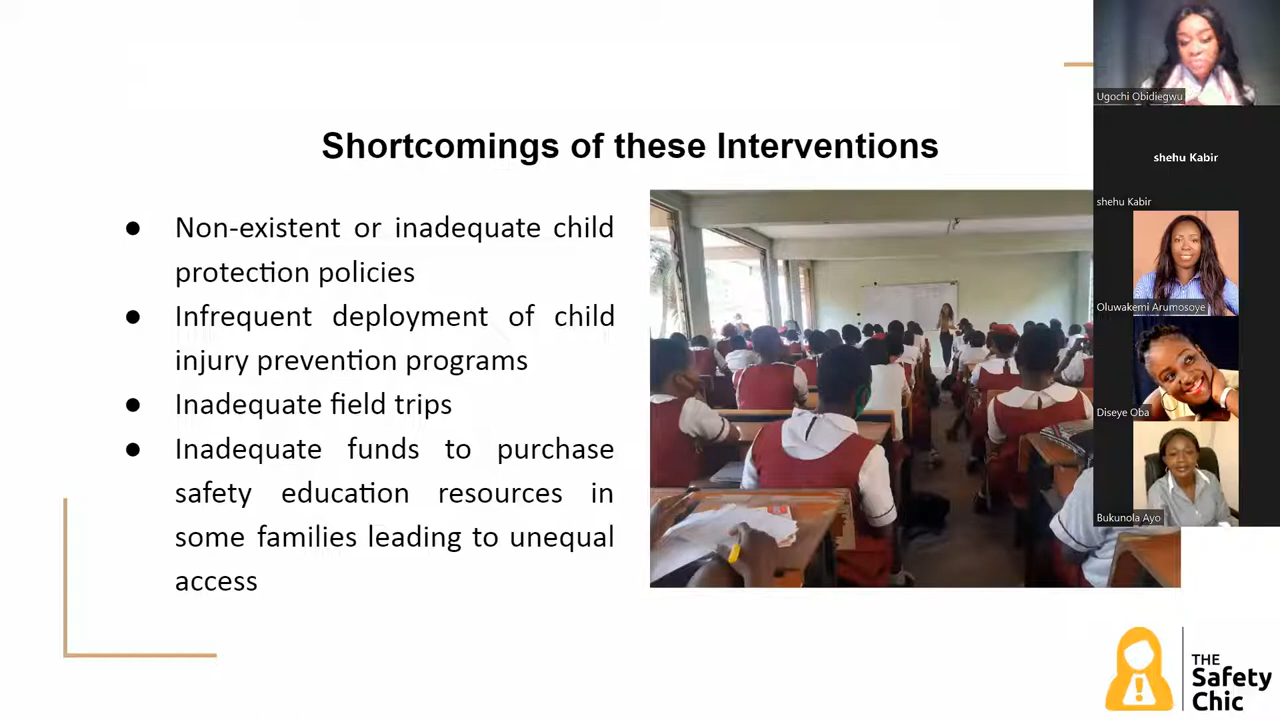 Shortcomings of these Interventions
● Non-existent or inadequate child
protection policies
● Infrequent deployment of child
injury prevention programs
● Inadequate field trips
● Inadequate funds to purchase
safety education resources in
some families leading to unequal
access
Ugochi Obidiegwu
shehu Kabir
shehu Kabir
Oluwakemi Arumosoye
Diseye Oba
Bukunola Ayo
THE
Safety
Chic